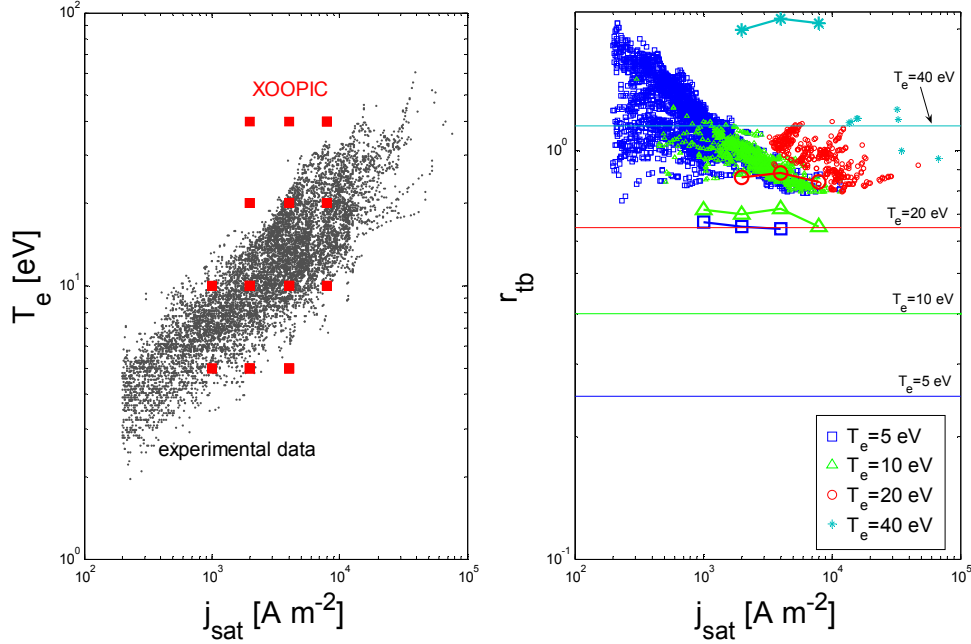 10^2
10^1
10^0
T_e [eV]
XOOPIC
experimental data
10^2
10^3
10^4
10^5
j_sat [A m^-2]
10^0
10^-1
r_tb
T_e=40 eV
T_e=20 eV
T_e=10 eV
T_e=5 eV
T_e=5 eV
T_e=10 eV
T_e=20 eV
T_e=40 eV
10^2
10^3
10^4
10^5
j_sat [A m^-2]